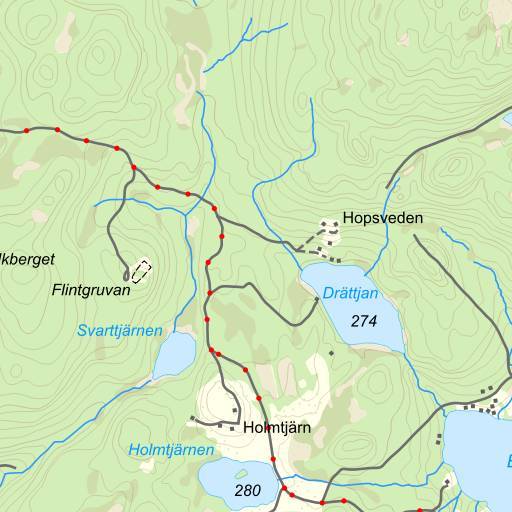 Hopsveden
lkberget
Flintgruvan
Drättjan
274
Svarttjärnen
Holmtjärn
Holmtjärnen
280